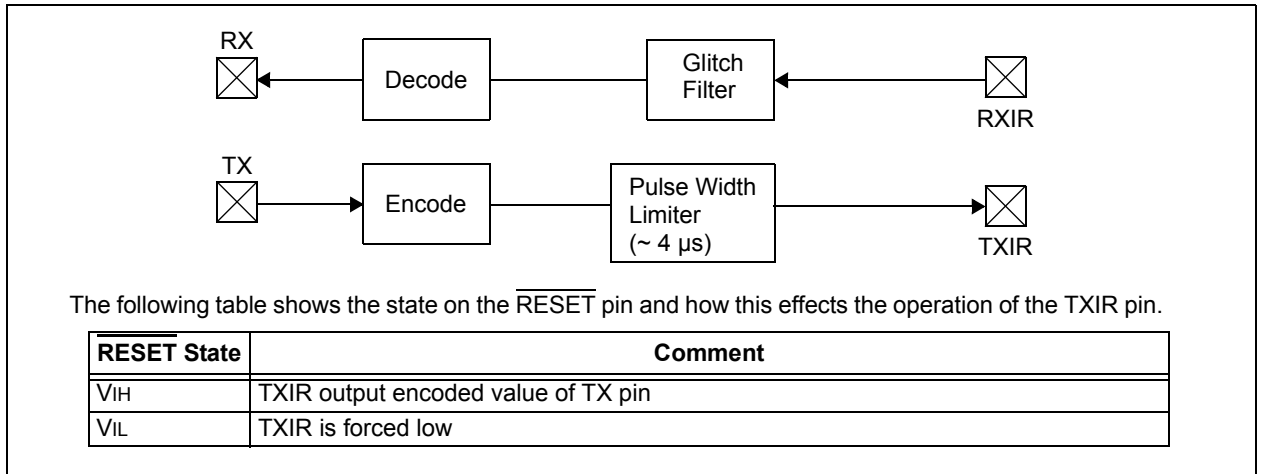 RX
Decode
Glitch
Filter
RXIR
TX
Encode
Pulse Width
Limiter
(~ 4 µs)
TXIR
The following table shows the state on the RESET pin and how this effects the operation of the TXIR pin.
RESET State Comment
VIH TXIR output encoded value of TX pin
VIL TXIR is forced low